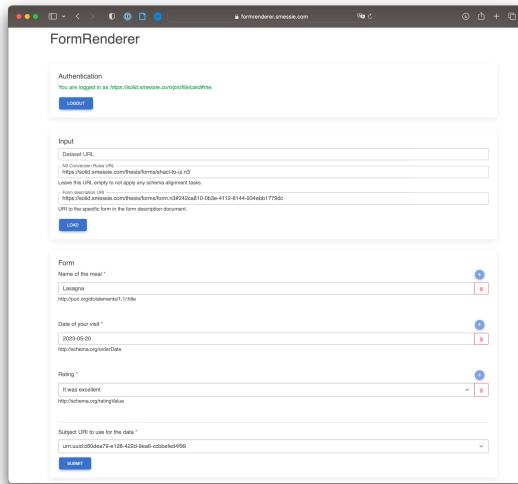 formrenderer.smessie.com
FormRenderer
Authentication
You are logged in as https://solid.smessie.com/profile/card#me.
LOGOUT
Input
Dataset URL
N3 Conversion Rules URL
https://solid.smessie.com/thesis/forms/shacl-to-ui.n3
Leave this URL empty to not apply any schema alignment tasks.
Form description URI
https://solid.smessie.com/thesis/forms/form.n3#242ca810-0b3e-4112-8144-934ebb1779dc
URI to the specific form in the form description document.
LOAD
Form
Name of the meal *
Lasagna
http://purl.org/dc/elements/1.1/:title
Date of your visit *
2023-05-20
http://schema.org/orderDate
Rating *
It was excellent
http://schema.org/ratingValue
Subject URI to use for the data *
urn:uuid:c60dea79-e128-422d-9ea6-ccbbefed4f99
SUBMIT